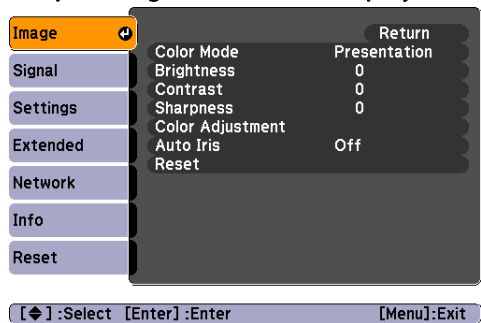 Image
Signal
Settings
Extended
Network
Info
Reset
Return
Color Mode Presentation
Brightness 0
Contrast 0
Sharpness 0
Color Adjustment
Auto Iris Off
Reset
[◆] :Select [Enter] :Enter [Menu]:Exit